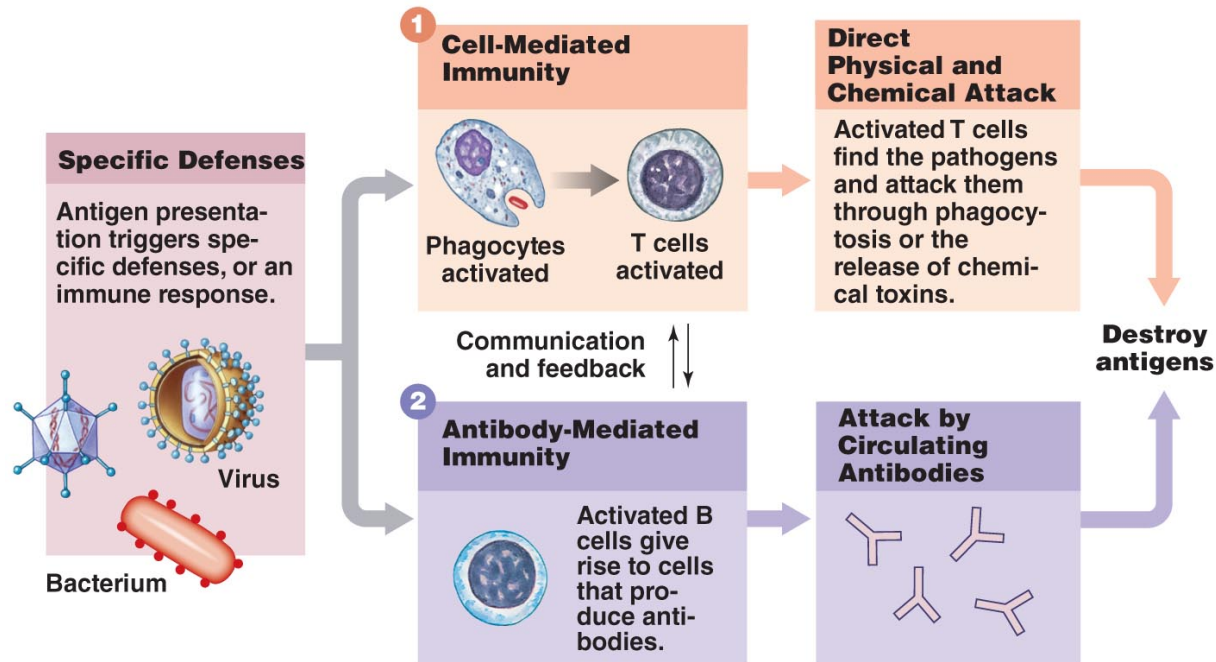 Specific Defenses
Antigen presenta-
tion triggers spe-
cific defenses, or an
immune response.
Virus
Bacterium
1
Cell-Mediated
Immunity
Phagocytes
activated
T cells
activated
Direct
Physical and
Chemical Attack
Activated T cells
find the pathogens
and attack them
through phagocy-
tosis or the
release of chemi-
cal toxins.
Communication
and feedback
Destroy
antigens
2
Antibody-Mediated
Immunity
Activated B
cells give
rise to cells
that pro-
duce anti-
bodies.
Attack by
Circulating
Antibodies